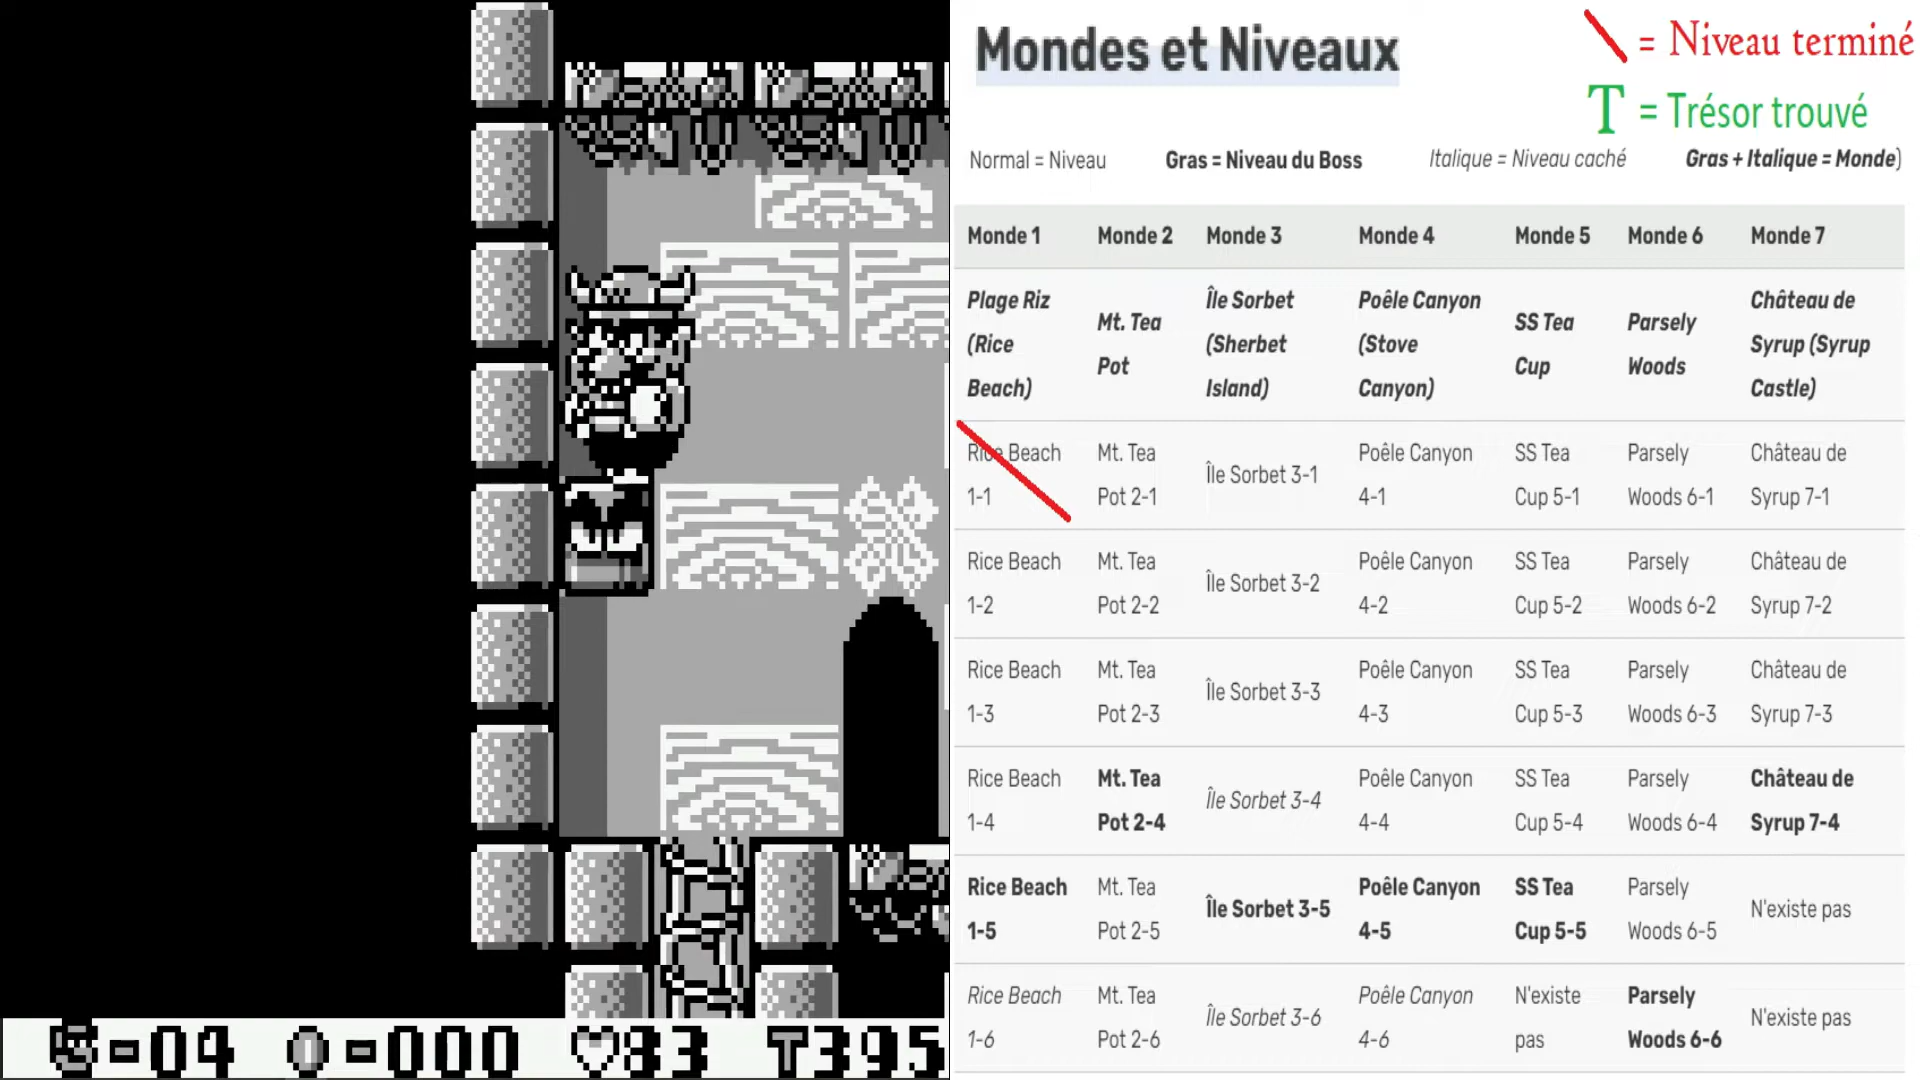 Mondes et Niveaux
= Niveau terminé
T = Trésor trouvé
Normal = Niveau
Gras = Niveau du Boss
Italique = Niveau caché
Gras + Italique = Monde)
Monde 1 Monde 2 Monde 3 Monde 4 Monde 5 Monde 6 Monde 7
Plage Riz (Rice Beach)
Mt. Tea Pot
Île Sorbet (Sherbet Island)
Poêle Canyon (Stove Canyon)
SS Tea Cup
Parsely Woods
Château de Syrup (Syrup Castle)
Rice Beach 1-1
Mt. Tea Pot 2-1
Île Sorbet 3-1
Poêle Canyon 4-1
SS Tea Cup 5-1
Parsely Woods 6-1
Château de Syrup 7-1
Rice Beach 1-2
Mt. Tea Pot 2-2
Île Sorbet 3-2
Poêle Canyon 4-2
SS Tea Cup 5-2
Parsely Woods 6-2
Château de Syrup 7-2
Rice Beach 1-3
Mt. Tea Pot 2-3
Île Sorbet 3-3
Poêle Canyon 4-3
SS Tea Cup 5-3
Parsely Woods 6-3
Château de Syrup 7-3
Rice Beach 1-4
Mt. Tea Pot 2-4
Île Sorbet 3-4
Poêle Canyon 4-4
SS Tea Cup 5-4
Parsely Woods 6-4
Château de Syrup 7-4
Rice Beach 1-5
Mt. Tea Pot 2-5
Île Sorbet 3-5
Poêle Canyon 4-5
SS Tea Cup 5-5
Parsely Woods 6-5
N'existe pas
Rice Beach 1-6
Mt. Tea Pot 2-6
Île Sorbet 3-6
Poêle Canyon 4-6
N'existe pas
Parsely Woods 6-6
N'existe pas
-04 -000 83 T395